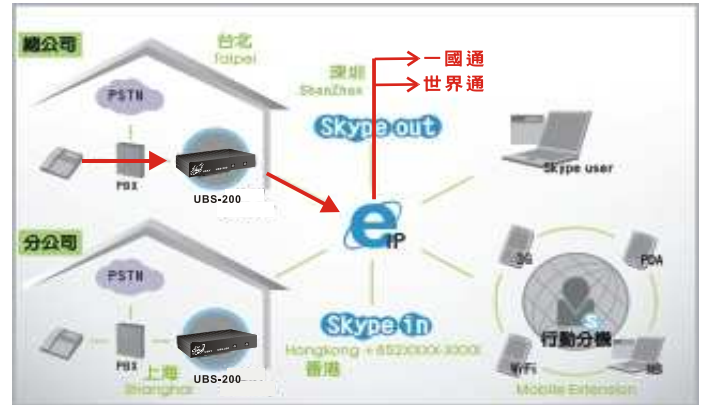 總公司
台北
Taipei
PSTN
PBX
UBS-200
深圳
ShenZhen
一國通
世界通
Skype out
Skype user
e
IP
分公司
PSTN
PBX
上海
Shanghai
UBS-200
Skype in
Hongkong +852XXXX-XXXX
香港
3G
PDA
S
行動分機
WiFi
NB
Mobile Extension